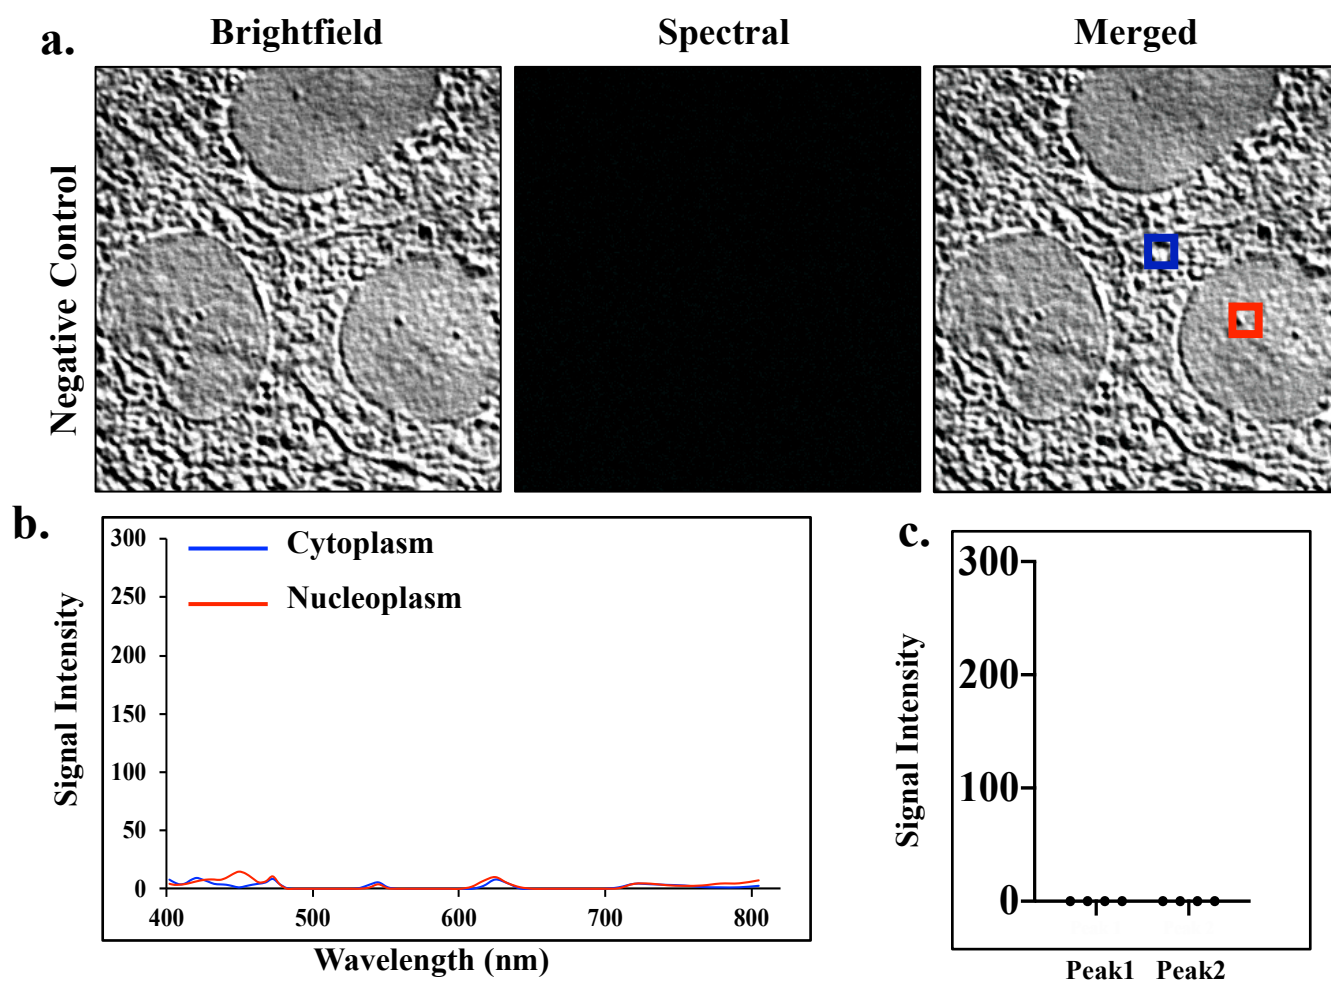 a.
Brightfield
Spectral
Merged
Negative Control
b.
Signal Intensity
300
250
200
150
100
50
0
Cytoplasm
Nucleoplasm
400
500
600
700
800
Wavelength (nm)
c.
Signal Intensity
300
200
100
0
Peak1
Peak2